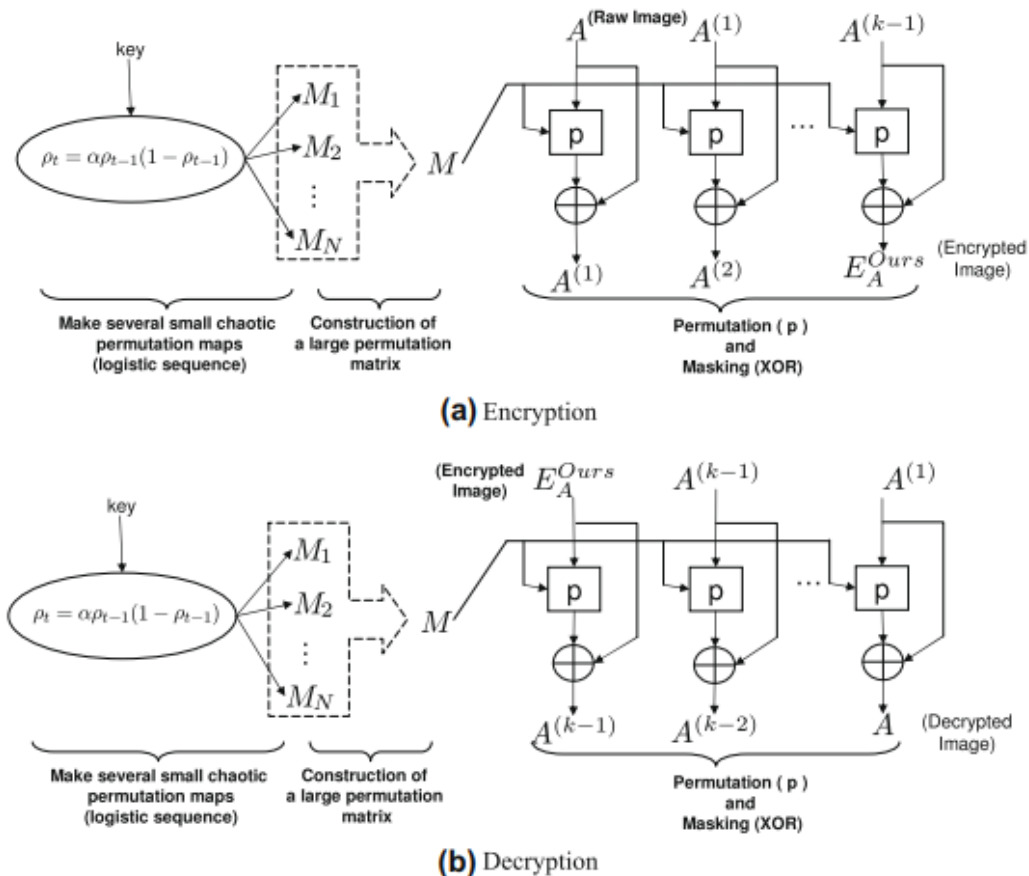 (Raw Image)
A A^{(1)} A^{(k−1)}
key
M_1
p p ... p
ρ_t = αρ_{t−1}(1 − ρ_{t−1})
M_2
M
⋮
M_N
(Encrypted
Image)
A^{(1)} A^{(2)} E_A^{Ours}
Make several small chaotic
permutation maps
(logistic sequence)
Construction of
a large permutation
matrix
Permutation ( p )
and
Masking (XOR)
(a) Encryption
(Encrypted
Image)
E_A^{Ours} A^{(k−1)} A^{(1)}
key
M_1
p p ... p
ρ_t = αρ_{t−1}(1 − ρ_{t−1})
M_2
M
⋮
M_N
A^{(k−1)} A^{(k−2)} A
(Decrypted
Image)
Make several small chaotic
permutation maps
(logistic sequence)
Construction of
a large permutation
matrix
Permutation ( p )
and
Masking (XOR)
(b) Decryption